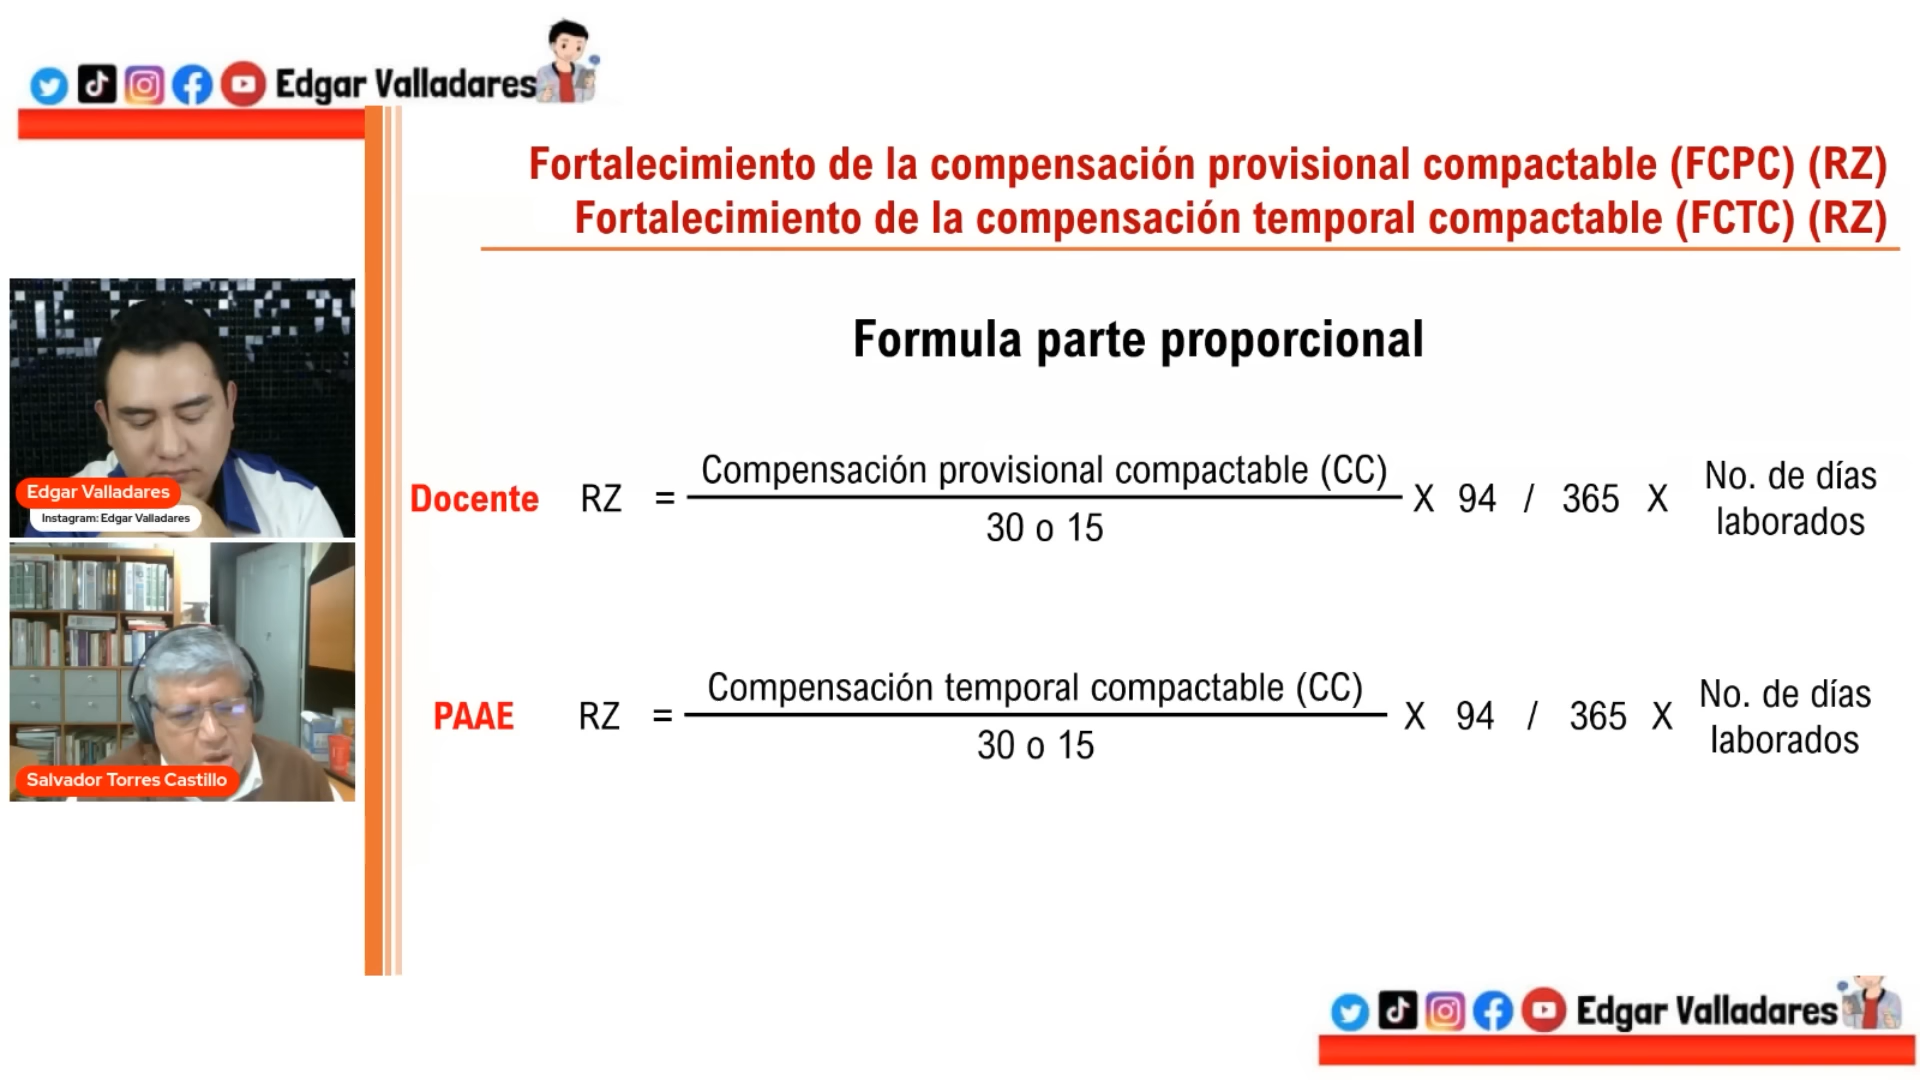 Edgar Valladares
Fortalecimiento de la compensación provisional compactable (FCPC) (RZ)
Fortalecimiento de la compensación temporal compactable (FCTC) (RZ)
Formula parte proporcional
Docente RZ = Compensación provisional compactable (CC) X 94 / 365 X No. de días
30 o 15 laborados
PAAE RZ = Compensación temporal compactable (CC) X 94 / 365 X No. de días
30 o 15 laborados
Edgar Valladares
Instagram: Edgar Valladares
Salvador Torres Castillo
Edgar Valladares